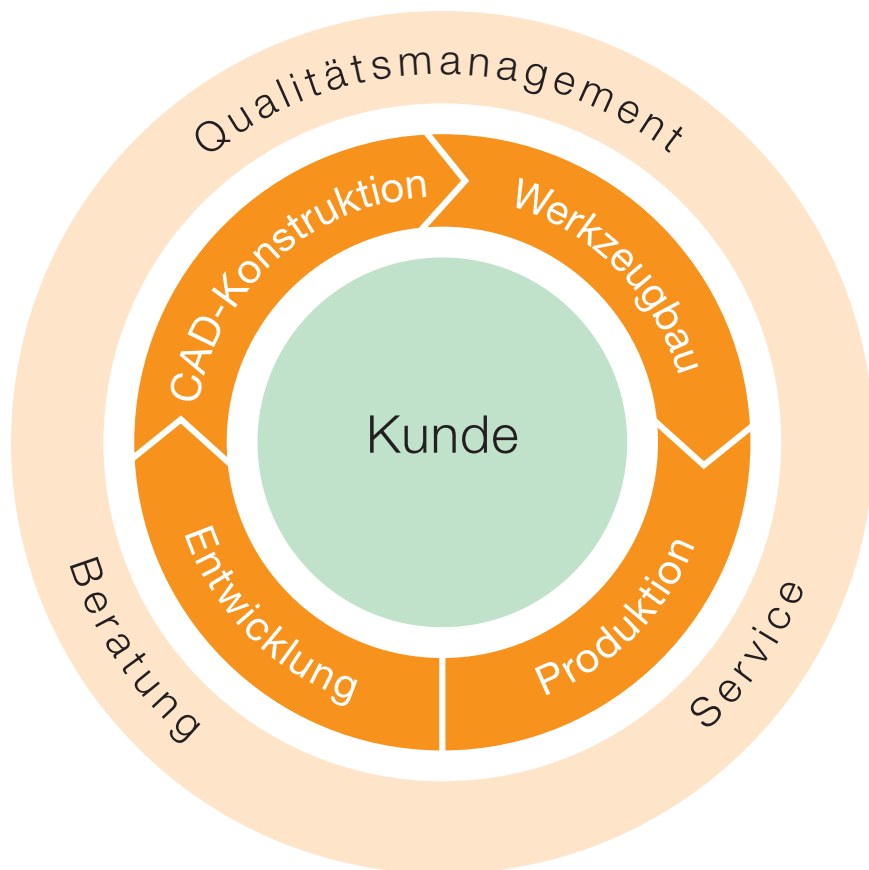 Qualitätsmanagement
CAD-Konstruktion
Werkzeugbau
Kunde
Entwicklung
Produktion
Beratung
Service